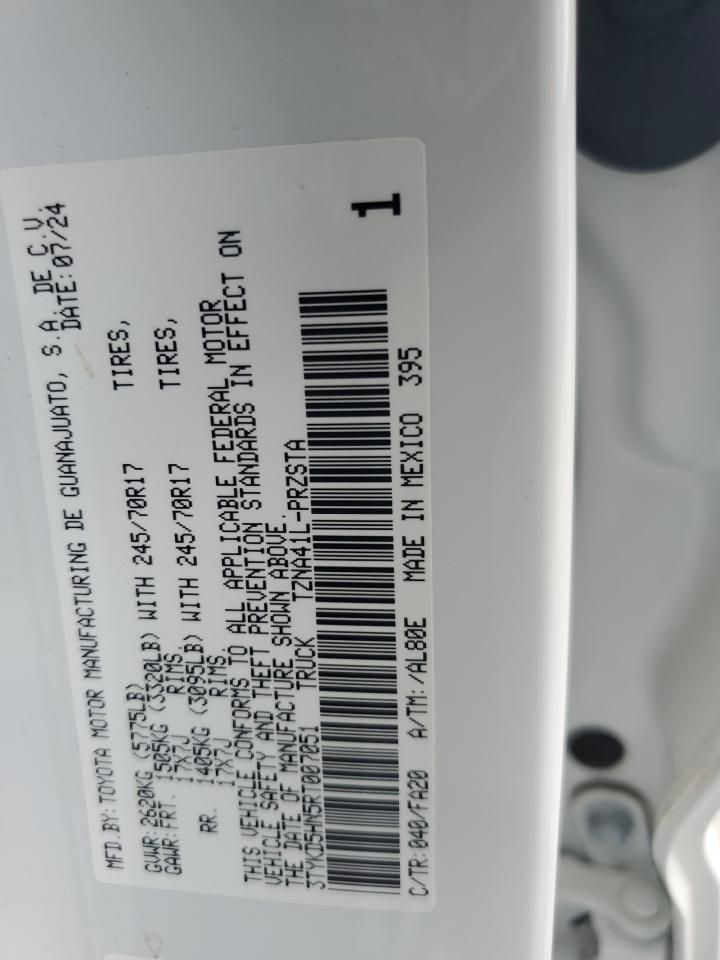 MFD.BY:TOYOTA MOTOR MANUFACTURING DE GUANAJUATO, S.A. DE C.V.
DATE:07/24
GVWR:2620KG (5775LB)
GAWR:FRT. 1505KG (3320LB) WITH 245/70R17 TIRES,
17X7J RIMS.
RR. 1405KG (3095LB) WITH 245/70R17 TIRES,
17X7J RIMS.
THIS VEHICLE CONFORMS TO ALL APPLICABLE FEDERAL MOTOR
VEHICLE SAFETY AND THEFT PREVENTION STANDARDS IN EFFECT ON
THE DATE OF MANUFACTURE SHOWN ABOVE.
3TYKD5HN5RT007051 TRUCK TZNA41L-PRZSTA
1
C/TR:040/FA20 A/TM:/AL80E MADE IN MEXICO 395